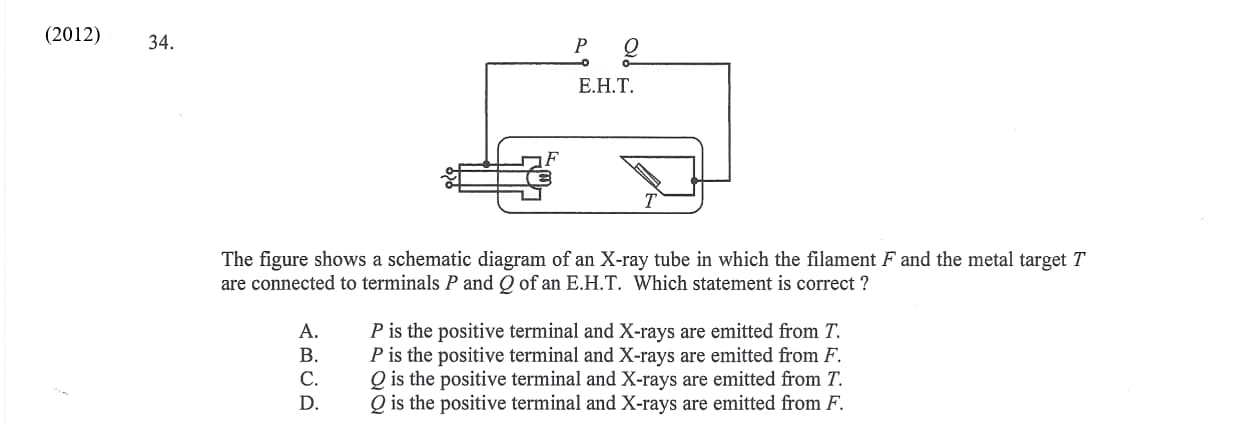 (2012)
34.
P Q
E.H.T.
F
T
The figure shows a schematic diagram of an X-ray tube in which the filament F and the metal target T
are connected to terminals P and Q of an E.H.T. Which statement is correct ?
A. P is the positive terminal and X-rays are emitted from T.
B. P is the positive terminal and X-rays are emitted from F.
C. Q is the positive terminal and X-rays are emitted from T.
D. Q is the positive terminal and X-rays are emitted from F.